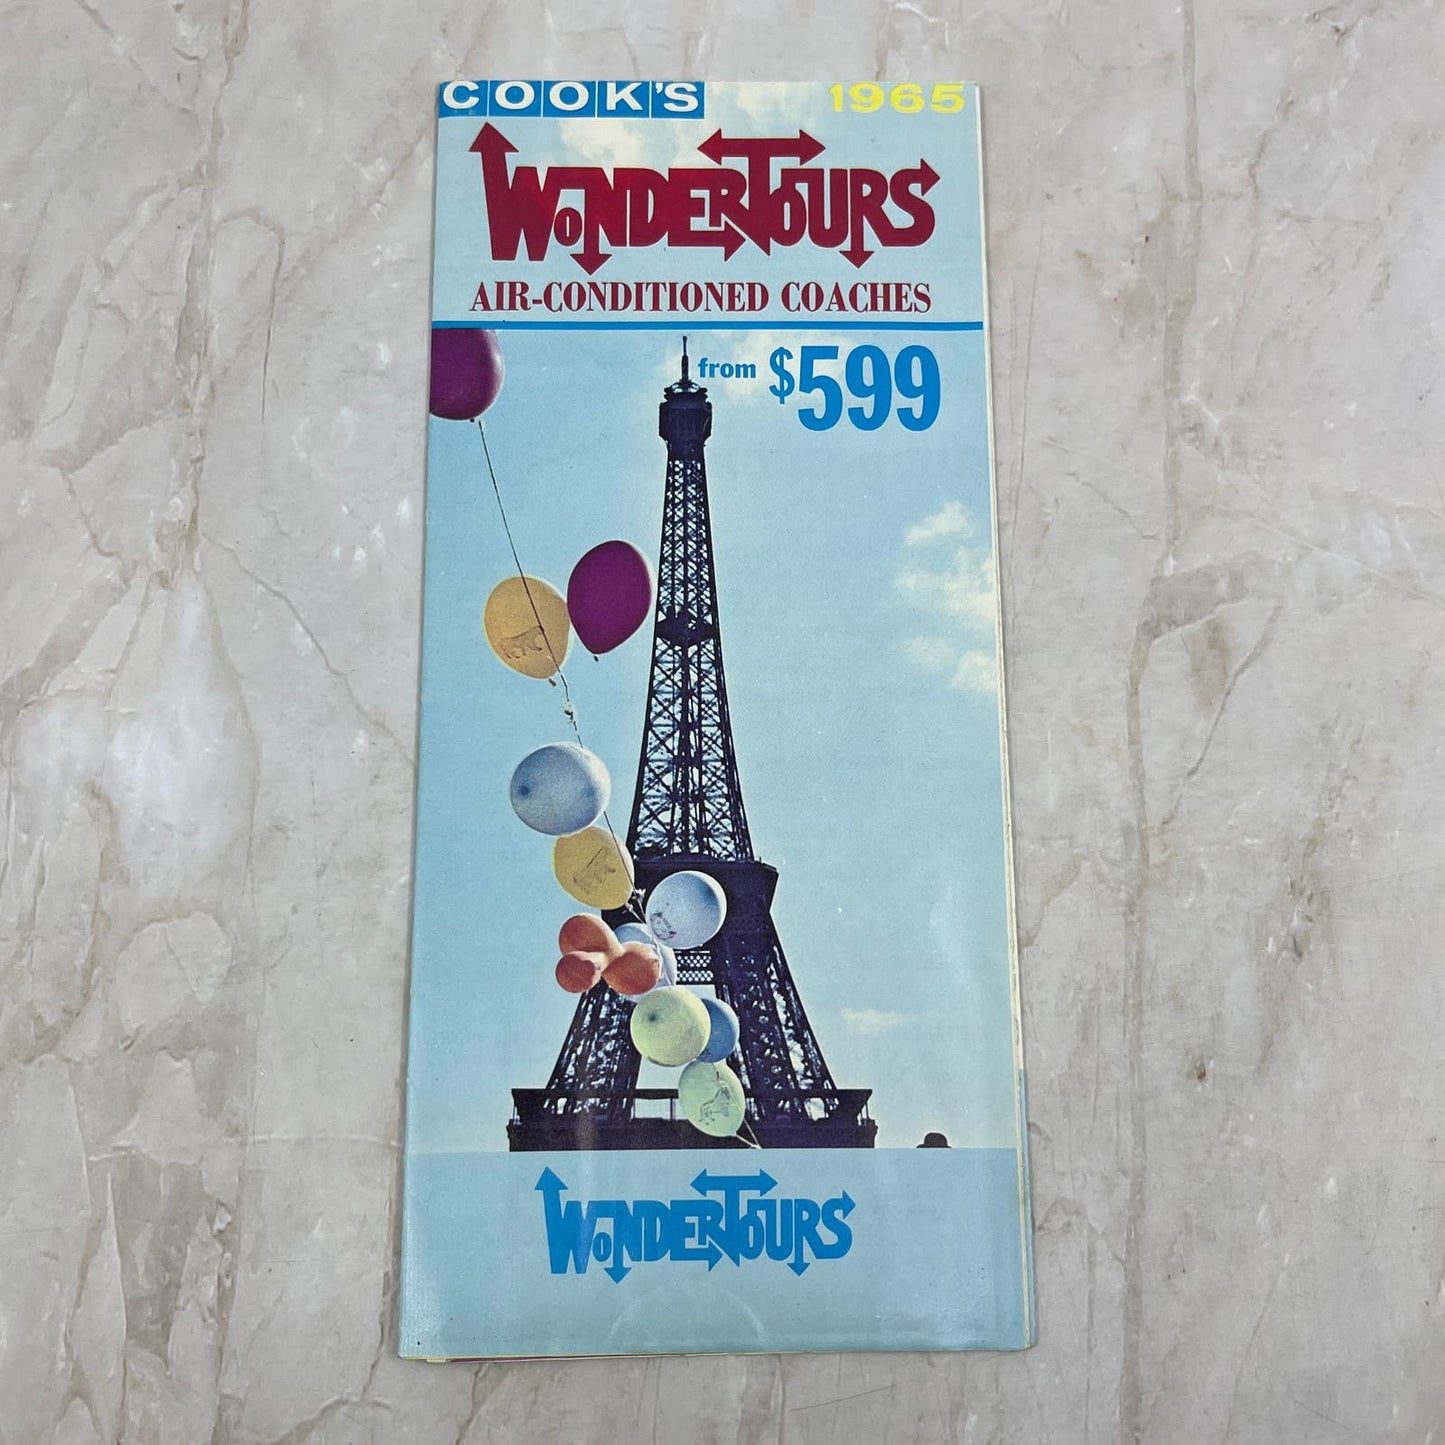 COOK'S 1965
WONDERTOURS
AIR-CONDITIONED COACHES
from $599
WONDERTOURS